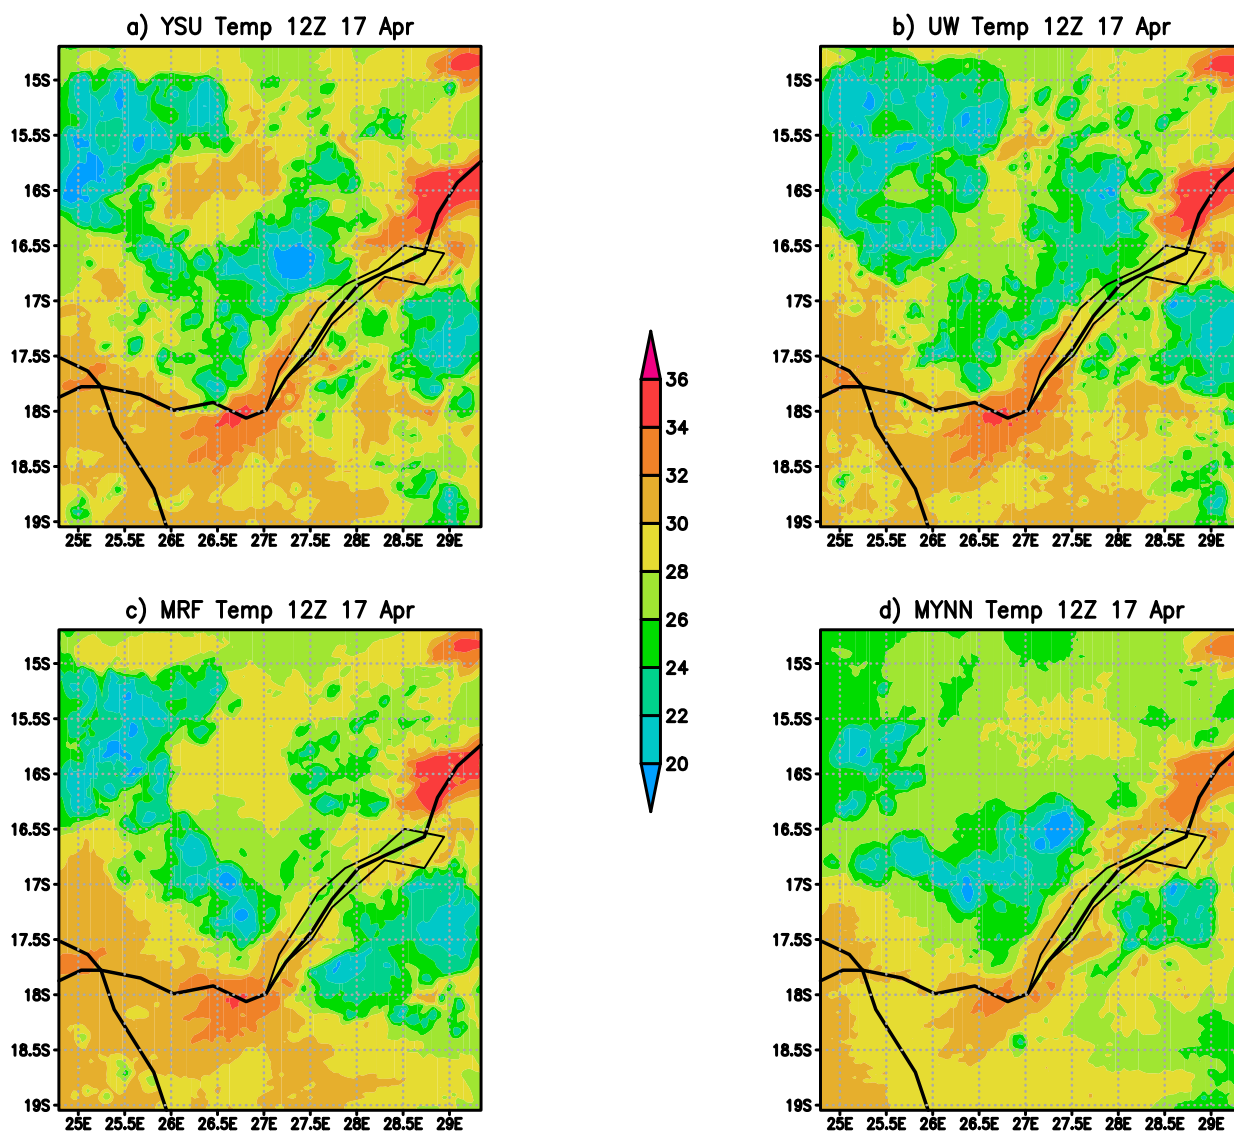 a) YSU Temp 12Z 17 Apr
15S
15.5S
16S
16.5S
17S
17.5S
18S
18.5S
19S
25E 25.5E 26E 26.5E 27E 27.5E 28E 28.5E 29E
b) UW Temp 12Z 17 Apr
15S
15.5S
16S
16.5S
17S
17.5S
18S
18.5S
19S
25E 25.5E 26E 26.5E 27E 27.5E 28E 28.5E 29E
36
34
32
30
28
26
24
22
20
c) MRF Temp 12Z 17 Apr
15S
15.5S
16S
16.5S
17S
17.5S
18S
18.5S
19S
25E 25.5E 26E 26.5E 27E 27.5E 28E 28.5E 29E
d) MYNN Temp 12Z 17 Apr
15S
15.5S
16S
16.5S
17S
17.5S
18S
18.5S
19S
25E 25.5E 26E 26.5E 27E 27.5E 28E 28.5E 29E